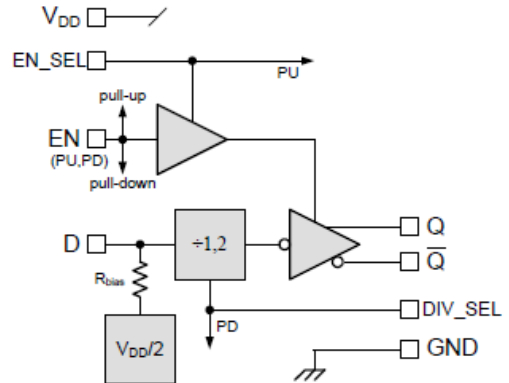 VDD
EN_SEL
PU
pull-up
EN
(PU,PD)
pull-down
D
÷1,2
Q
Q̅
Rbias
PD
DIV_SEL
VDD/2
GND